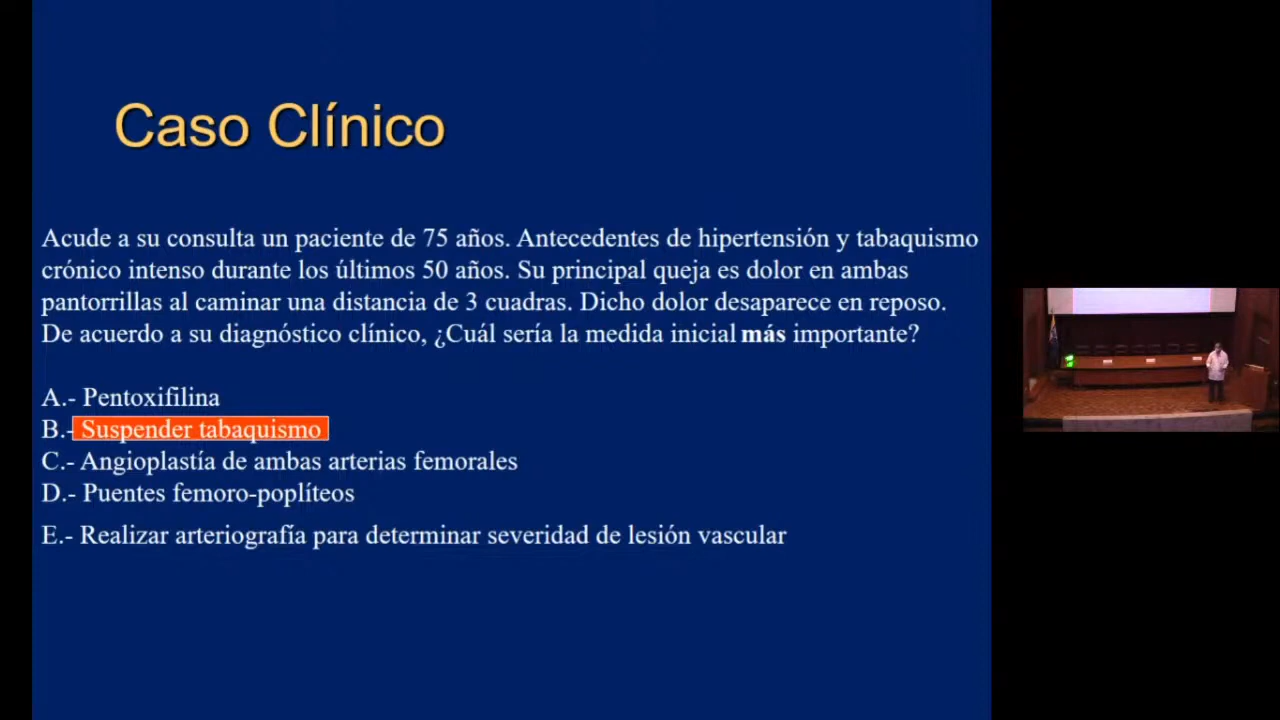 Caso Clínico
Acude a su consulta un paciente de 75 años. Antecedentes de hipertensión y tabaquismo
crónico intenso durante los últimos 50 años. Su principal queja es dolor en ambas
pantorrillas al caminar una distancia de 3 cuadras. Dicho dolor desaparece en reposo.
De acuerdo a su diagnóstico clínico, ¿Cuál sería la medida inicial más importante?
A.- Pentoxifilina
B.- Suspender tabaquismo
C.- Angioplastía de ambas arterias femorales
D.- Puentes femoro-poplíteos
E.- Realizar arteriografía para determinar severidad de lesión vascular